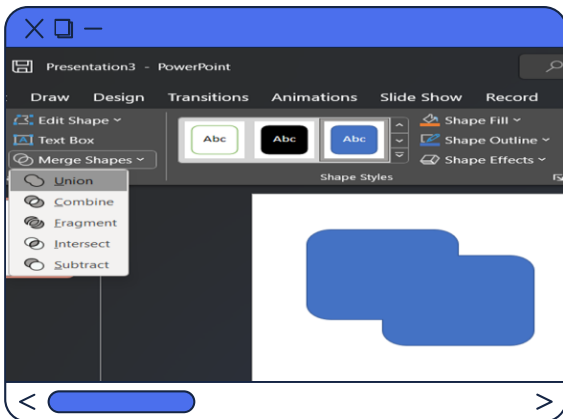 Presentation3 - PowerPoint
Draw Design Transitions Animations Slide Show Record
Edit Shape
Text Box
Merge Shapes
Abc Abc Abc
Shape Fill
Shape Outline
Shape Effects
Shape Styles
Union
Combine
Fragment
Intersect
Subtract